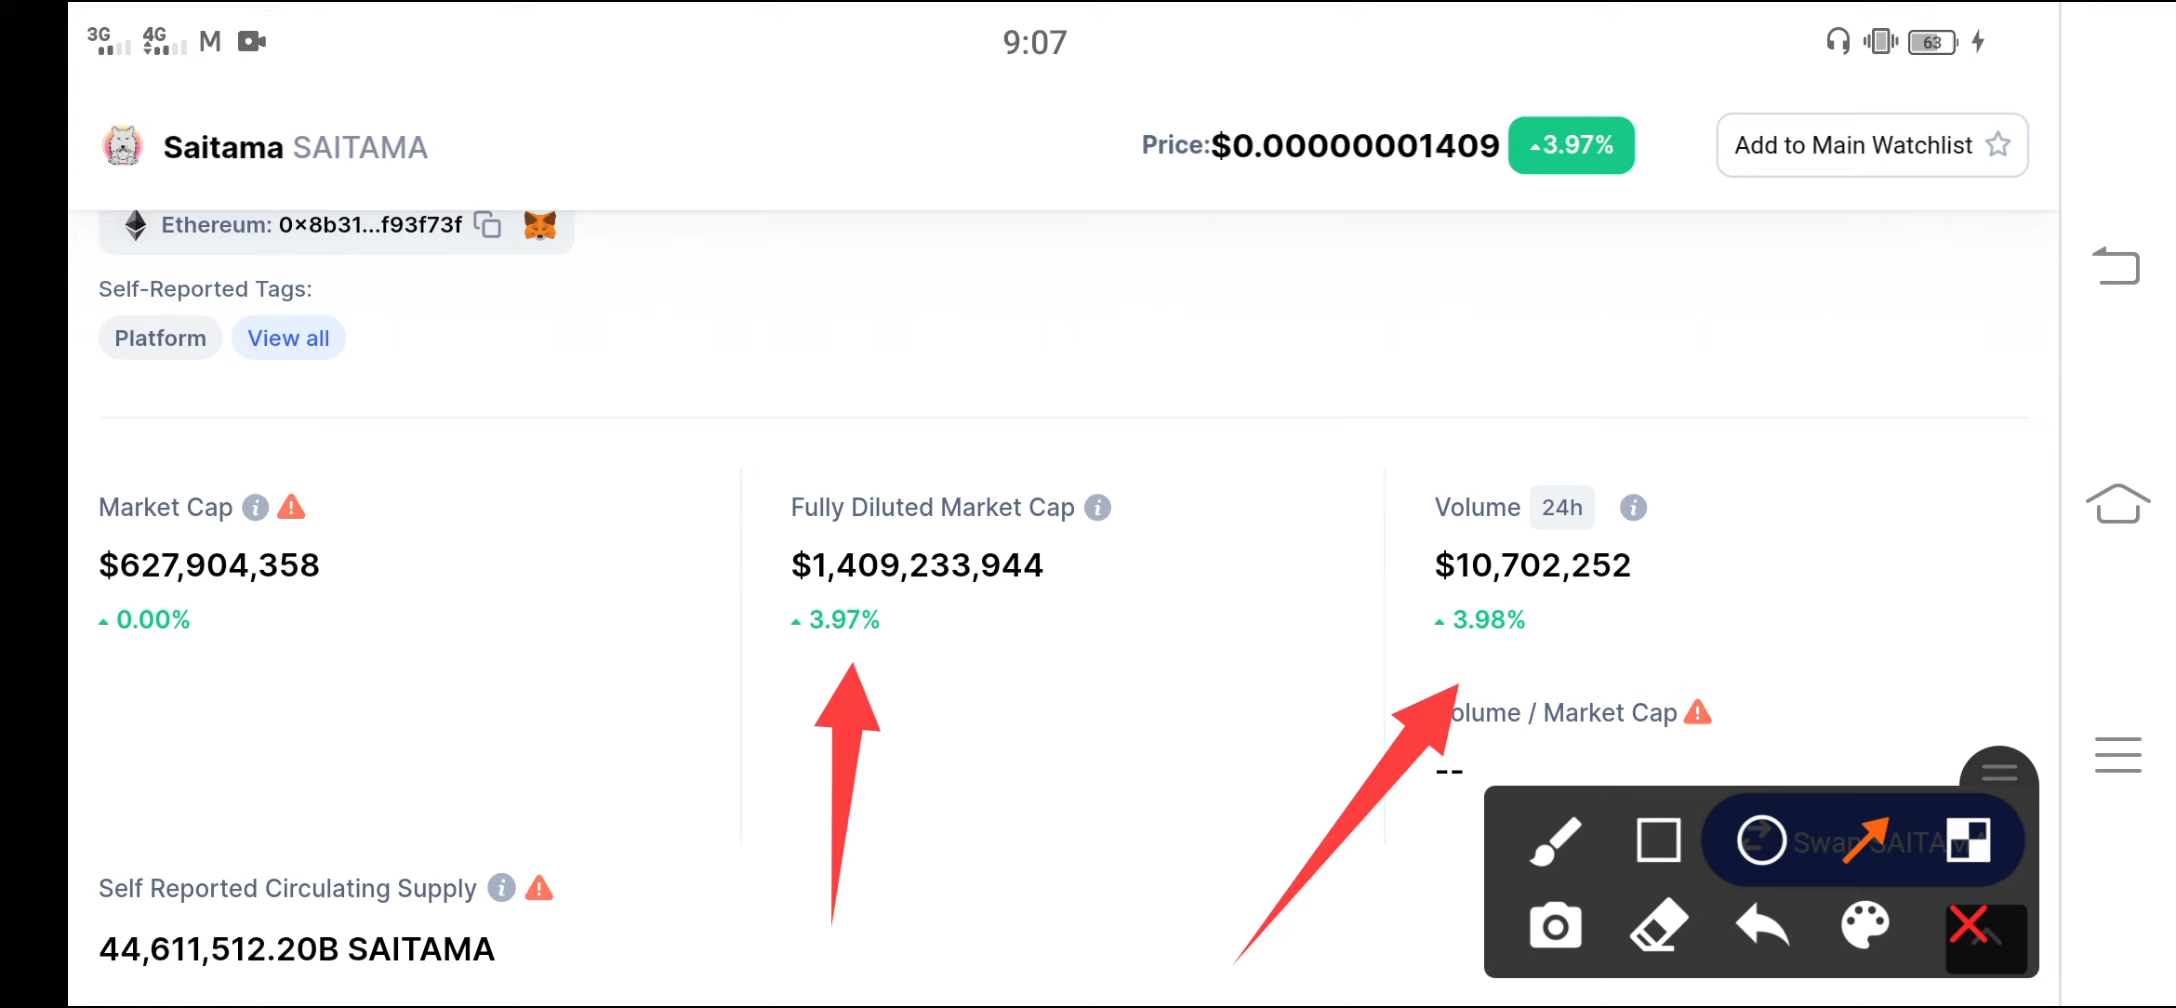 3G 4G M 9:07 63
Saitama SAITAMA Price:$0.00000001409 3.97% Add to Main Watchlist
Ethereum: 0x8b31...f93f73f
Self-Reported Tags:
Platform View all
Market Cap Fully Diluted Market Cap Volume 24h
$627,904,358 $1,409,233,944 $10,702,252
0.00% 3.97% 3.98%
olume / Market Cap
--
Swap SAITAMA
Self Reported Circulating Supply
44,611,512.20B SAITAMA